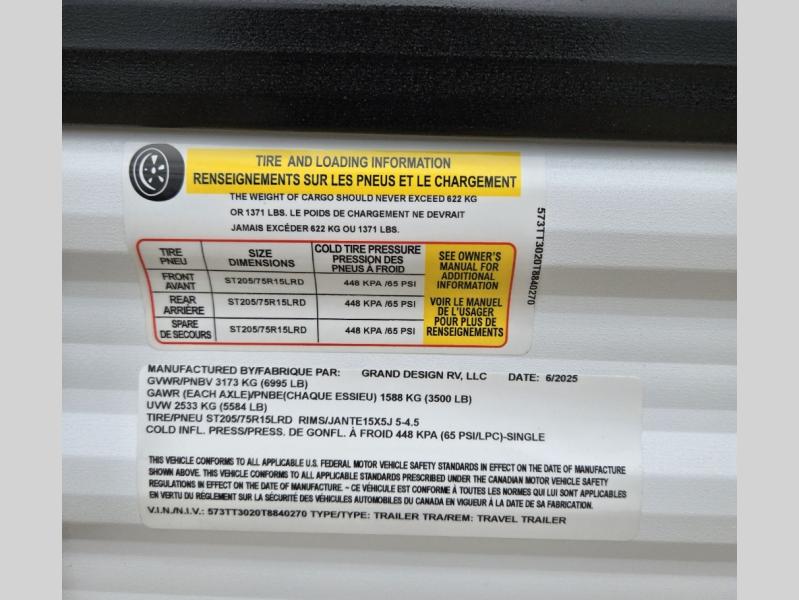 TIRE AND LOADING INFORMATION
RENSEIGNEMENTS SUR LES PNEUS ET LE CHARGEMENT
THE WEIGHT OF CARGO SHOULD NEVER EXCEED 622 KG
OR 1371 LBS. LE POIDS DE CHARGEMENT NE DEVRAIT
JAMAIS EXCÉDER 622 KG OU 1371 LBS.
TIRE
PNEU
SIZE
DIMENSIONS
COLD TIRE PRESSURE
PRESSION DES
PNEUS À FROID
FRONT
AVANT
ST205/75R15LRD
448 KPA /65 PSI
REAR
ARRIÈRE
ST205/75R15LRD
448 KPA /65 PSI
SPARE
DE SECOURS
ST205/75R15LRD
448 KPA /65 PSI
SEE OWNER'S
MANUAL FOR
ADDITIONAL
INFORMATION
VOIR LE MANUEL
DE L'USAGER
POUR PLUS DE
RENSEIGNEMENTS
573TT3020T8840270
MANUFACTURED BY/FABRIQUE PAR: GRAND DESIGN RV, LLC DATE: 6/2025
GVWR/PNBV 3173 KG (6995 LB)
GAWR (EACH AXLE)/PNBE(CHAQUE ESSIEU) 1588 KG (3500 LB)
UVW 2533 KG (5584 LB)
TIRE/PNEU ST205/75R15LRD RIMS/JANTE15X5J 5-4.5
COLD INFL. PRESS/PRESS. DE GONFL. À FROID 448 KPA (65 PSI/LPC)-SINGLE
THIS VEHICLE CONFORMS TO ALL APPLICABLE U.S. FEDERAL MOTOR VEHICLE SAFETY STANDARDS IN EFFECT ON THE DATE OF MANUFACTURE
SHOWN ABOVE. THIS VEHICLE CONFORMS TO ALL APPLICABLE STANDARDS PRESCRIBED UNDER THE CANADIAN MOTOR VEHICLE SAFETY
REGULATIONS IN EFFECT ON THE DATE OF MANUFACTURE. ~ CE VÉHICULE EST CONFORME À TOUTES LES NORMES QUI LUI SONT APPLICABLES
EN VERTU DU RÈGLEMENT SUR LA SÉCURITÉ DES VÉHICULES AUTOMOBILES DU CANADA EN VIGUEUR À LA DATE DE SA FABRICATION.
V.I.N./N.I.V.: 573TT3020T8840270 TYPE/TYPE: TRAILER TRA/REM: TRAVEL TRAILER